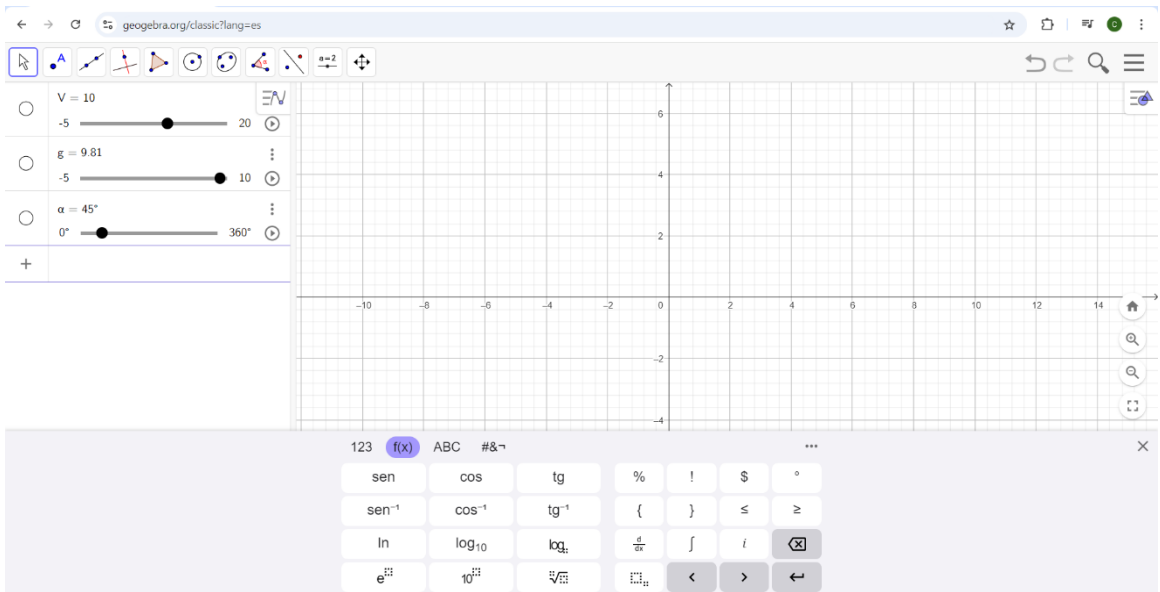 geogebra.org/classic?lang=es
C
A
a=2
V = 10
-5 20
g = 9.81
-5 10
α = 45°
0° 360°
+
6
4
2
-10 -8 -6 -4 -2 0 2 4 6 8 10 12 14
-2
-4
123 f(x) ABC #&¬ ...
sen cos tg % ! $ °
sen⁻¹ cos⁻¹ tg⁻¹ { } ≤ ≥
ln log₁₀ log d/dx ∫ i
e 10 √ < >